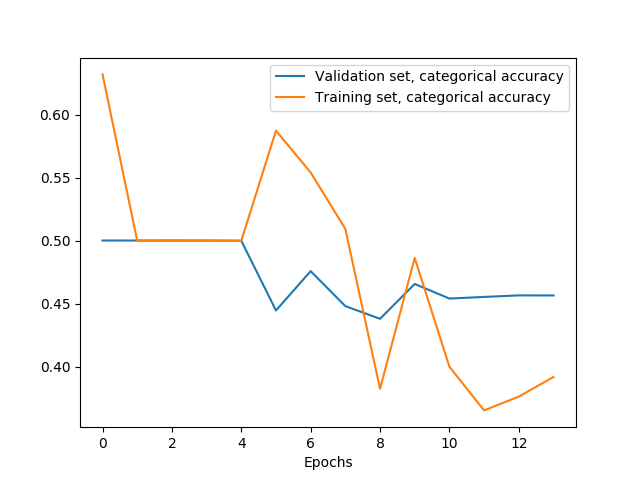 Validation set, categorical accuracy
Training set, categorical accuracy
0.60
0.55
0.50
0.45
0.40
0 2 4 6 8 10 12
Epochs